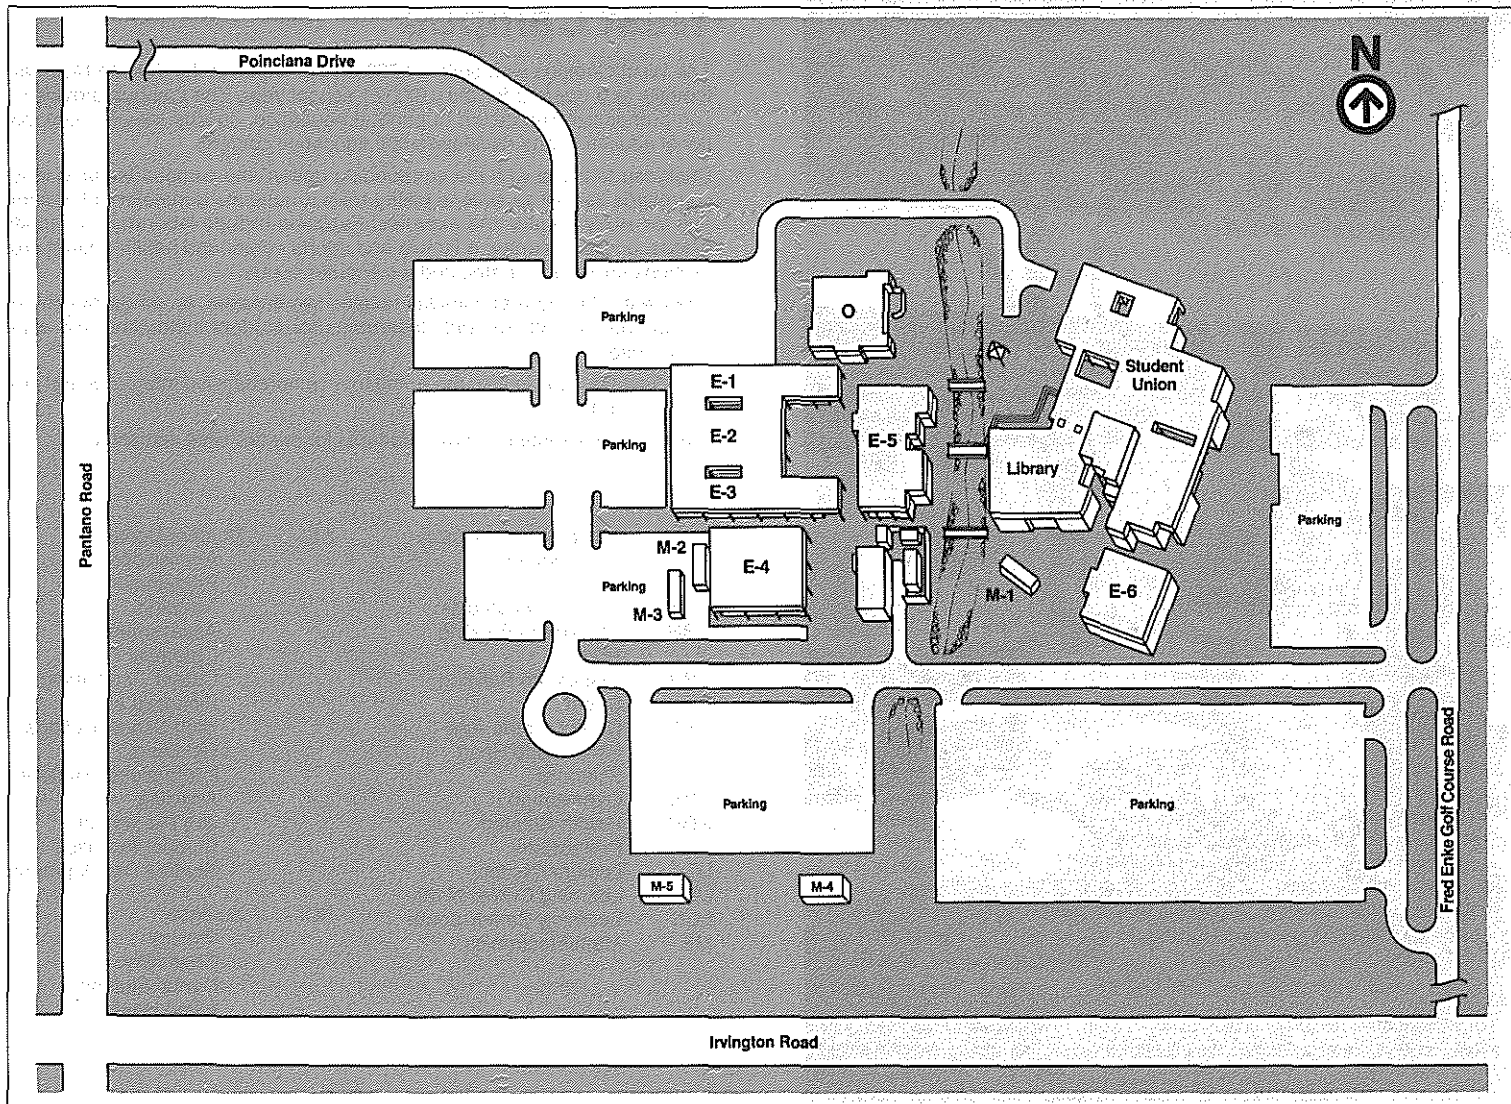 Poinciana Drive
N
Parking
O
E-1
Student
Union
E-2
Parking
E-5
Library
E-3
Pantano Road
Parking
M-2
E-4
Parking
M-3
M-1
E-6
Parking
Parking
Fred Enke Golf Course Road
M-5
M-4
Irvington Road